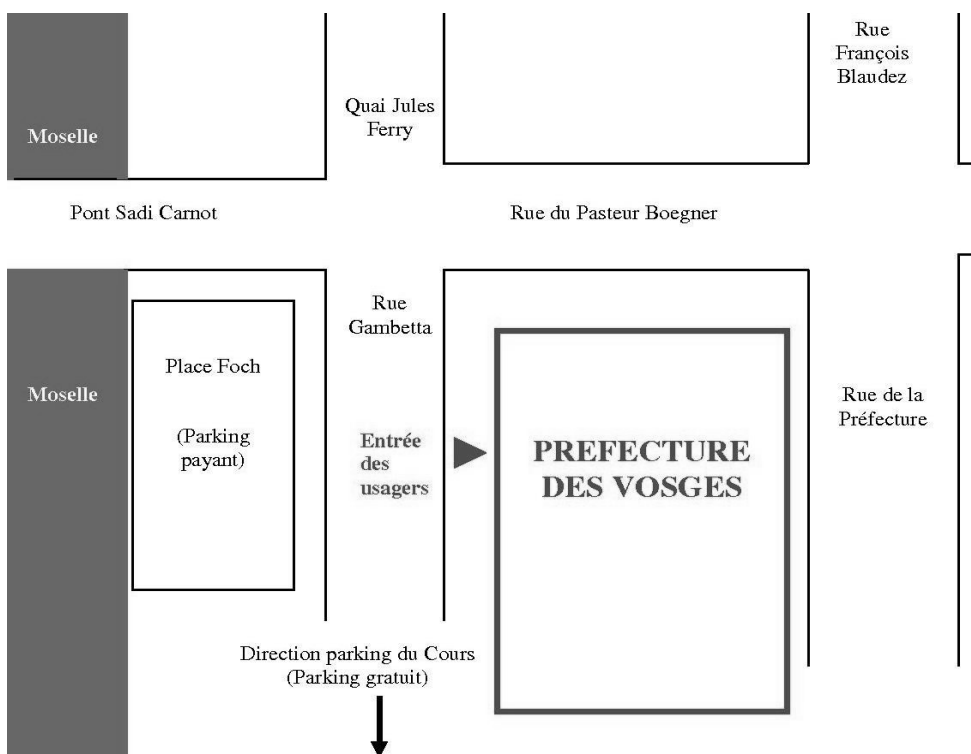 Rue
François
Blaudez
Quai Jules
Ferry
Moselle
Pont Sadi Carnot
Rue du Pasteur Boegner
Rue
Gambetta
Place Foch
(Parking
payant)
Moselle
Rue de la
Préfecture
Entrée
des
usagers
PREFECTURE
DES VOSGES
Direction parking du Cours
(Parking gratuit)